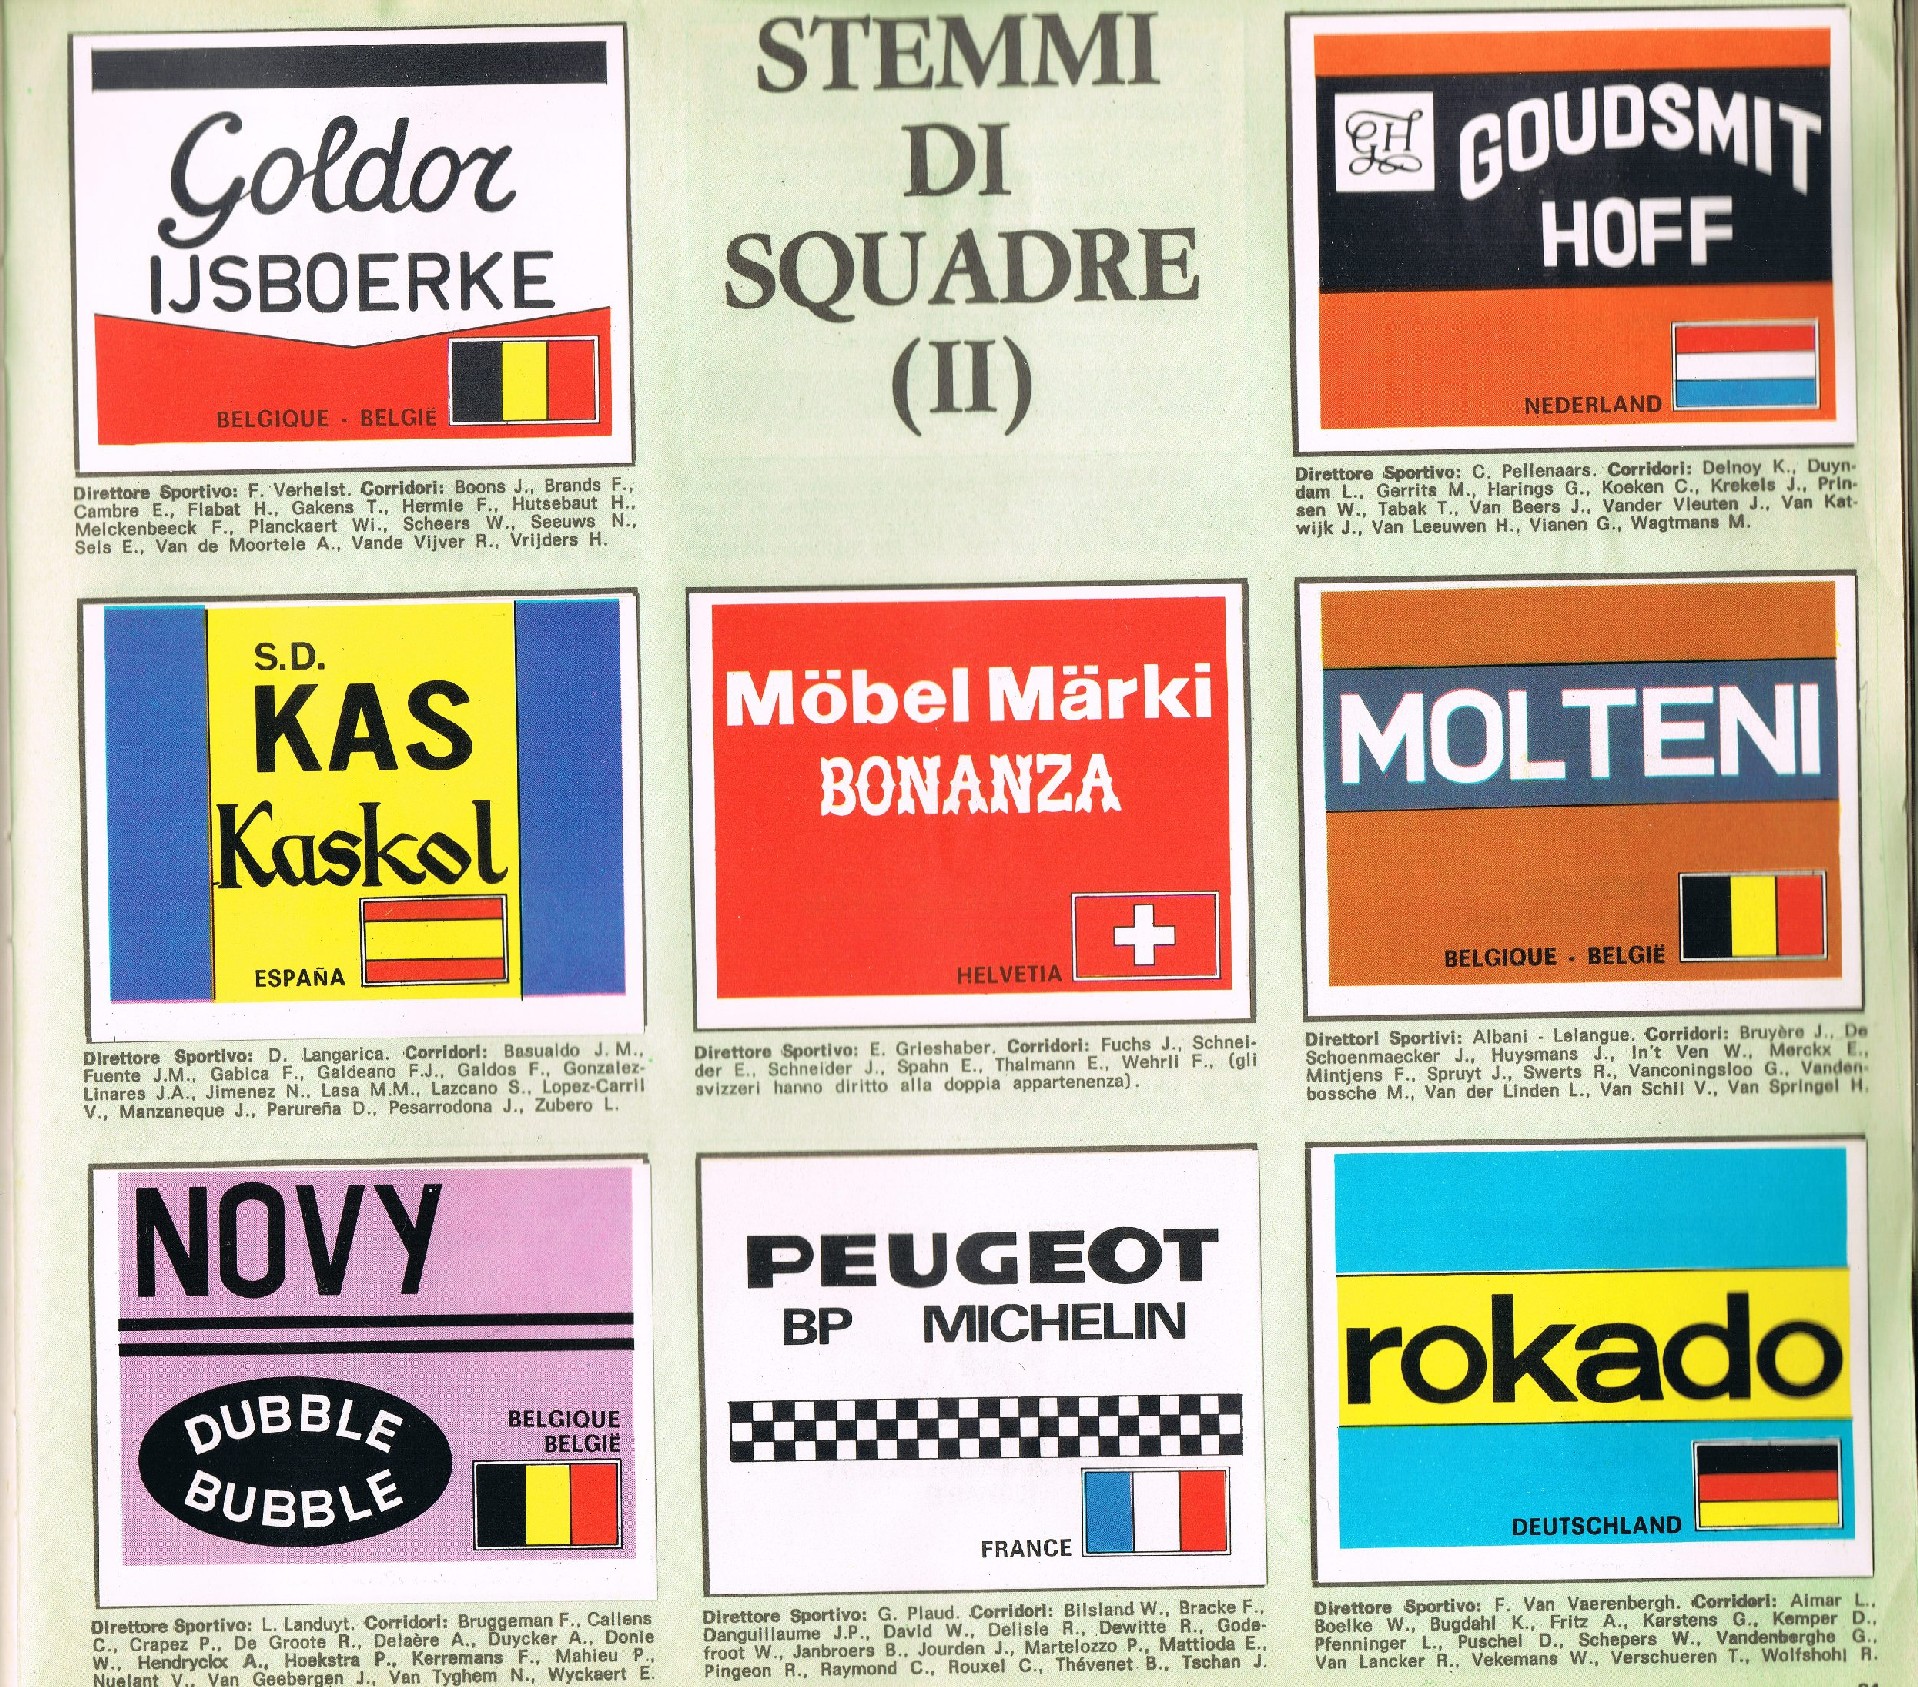 STEMMI
DI
SQUADRE
(II)
Goldor
IJSBOERKE
BELGIQUE - BELGIË
Direttore Sportivo: F. Verhelst. Corridori: Boons J., Brands F.,
Cambre E., Flabat H., Gakens T., Hermie F., Hutsebaut H.,
Melckenbeeck F., Planckaert Wi., Scheers W., Seeuws N.,
Sels E., Van de Moortele A., Vande Vijver R., Vrijders H.
GH
GOUDSMIT
HOFF
NEDERLAND
Direttore Sportivo: C. Pellenaars. Corridori: Delnoy K., Duyn-
dam L., Gerrits M., Harings G., Koeken C., Krekels J., Prin-
sen W., Tabak T., Van Beers J., Vander Vleuten J., Van Kat-
wijk J., Van Leeuwen H., Vianen G., Wagtmans M.
S.D.
KAS
Kaskol
ESPAÑA
Direttore Sportivo: D. Langarica. Corridori: Basualdo J.M.,
Fuente J.M., Gabica F., Galdeano F.J., Galdos F., Gonzalez-
Linares J.A., Jimenez N., Lasa M.M., Lazcano S., Lopez-Carril
V., Manzaneque J., Perureña D., Pesarrodona J., Zubero L.
Möbel Märki
BONANZA
HELVETIA
Direttore Sportivo: E. Grieshaber. Corridori: Fuchs J., Schnei-
der E., Schneider J., Spahn E., Thalmann E., Wehrli F., (gli
svizzeri hanno diritto alla doppia appartenenza).
MOLTENI
BELGIQUE - BELGIË
Direttori Sportivi: Albani - Lelangue. Corridori: Bruyère J., De
Schoenmaecker J., Huysmans J., In't Ven W., Merckx E.,
Mintjens F., Spruyt J., Swerts R., Vanconingsloo G., Vanden-
bossche M., Van der Linden L., Van Schil V., Van Springel H.
NOVY
DUBBLE
BUBBLE
BELGIQUE
BELGIË
Direttore Sportivo: L. Landuyt. Corridori: Bruggeman F., Callens
C., Crapez P., De Groote R., Delaère A., Duycker A., Donie
W., Hendryckx A., Hoekstra P., Kerremans F., Mahieu P.,
Nuelant V., Van Geebergen J., Van Tyghem N., Wyckaert E.
PEUGEOT
BP MICHELIN
FRANCE
Direttore Sportivo: G. Plaud. Corridori: Bilsland W., Bracke F.,
Danguillaume J.P., David W., Delisle R., Dewitte R., Gode-
froot W., Janbroers B., Jourden J., Martelozzo P., Mattioda E.,
Pingeon R., Raymond C., Rouxel C., Thévenet B., Tschan J.
rokado
DEUTSCHLAND
Direttore Sportivo: F. Van Vaerenbergh. Corridori: Aimar L.,
Boelke W., Bugdahl K., Fritz A., Karstens G., Kemper D.,
Pfenninger L., Puschel D., Schepers W., Vandenberghe G.,
Van Lancker R., Vekemans W., Verschueren T., Wolfshohl R.